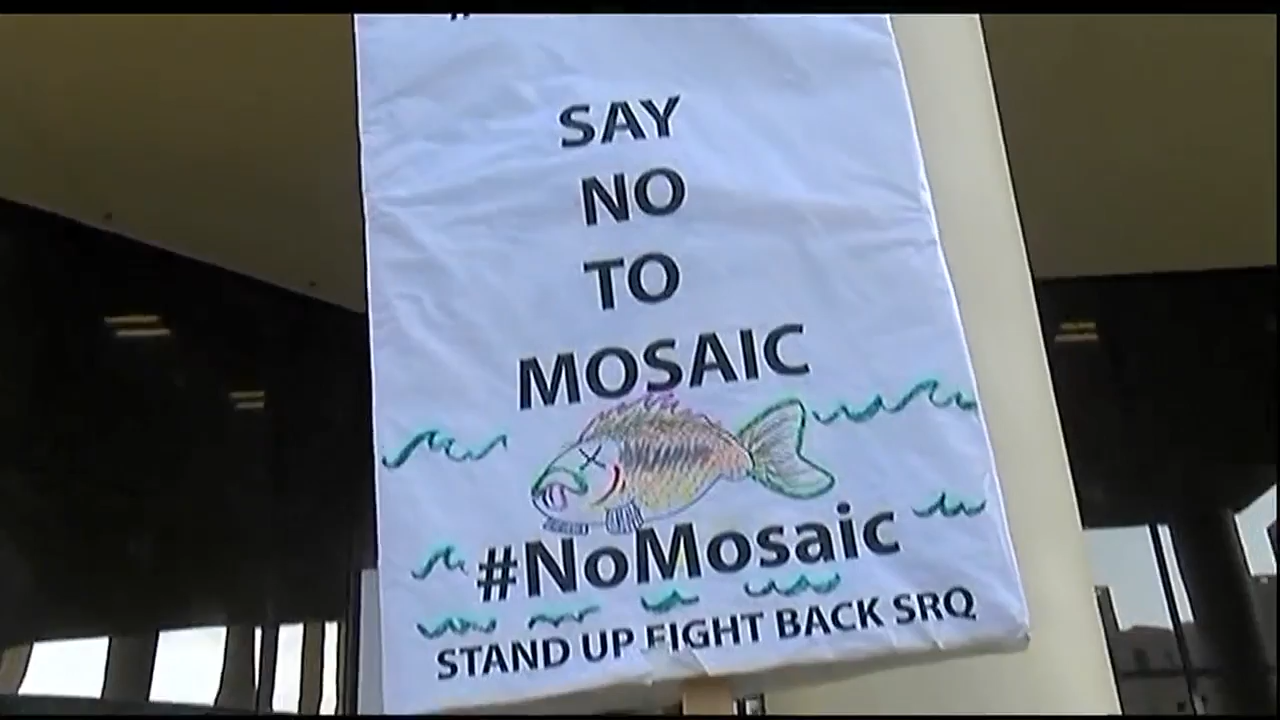 SAY
NO
TO
MOSAIC
#NoMosaic
STAND UP FIGHT BACK SRQ